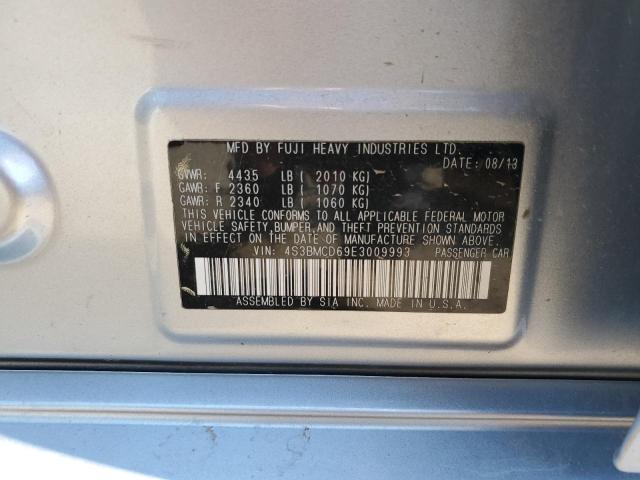 MFD BY FUJI HEAVY INDUSTRIES LTD.
DATE: 08/13
GVWR: 4435 LB ( 2010 KG)
GAWR: F 2360 LB ( 1070 KG)
GAWR: R 2340 LB ( 1060 KG)
THIS VEHICLE CONFORMS TO ALL APPLICABLE FEDERAL MOTOR
VEHICLE SAFETY, BUMPER, AND THEFT PREVENTION STANDARDS
IN EFFECT ON THE DATE OF MANUFACTURE SHOWN ABOVE.
VIN: 4S3BMCD69E3009993 PASSENGER CAR
ASSEMBLED BY SIA INC. MADE IN U.S.A.